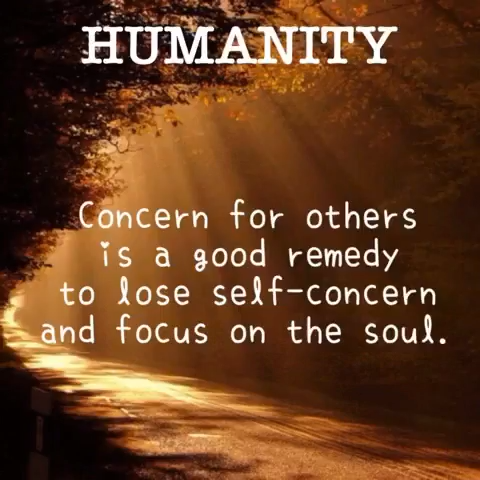 HUMANITY
Concern for others
is a good remedy
to lose self-concern
and focus on the soul.